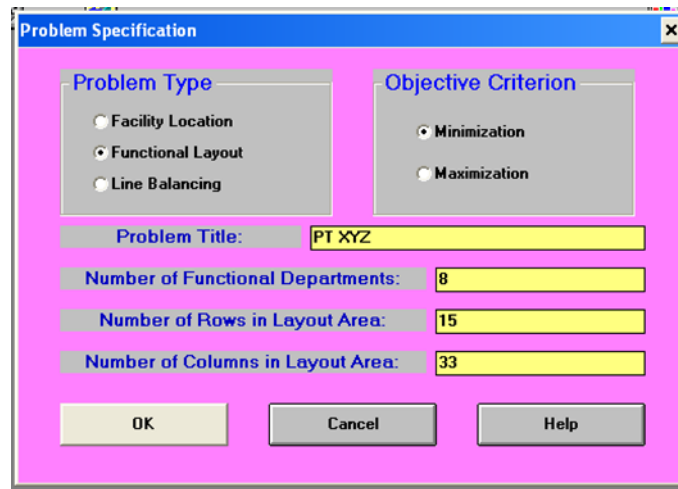 Problem Specification
Problem Type
Facility Location
Functional Layout
Line Balancing
Objective Criterion
Minimization
Maximization
Problem Title: PT XYZ
Number of Functional Departments: 8
Number of Rows in Layout Area: 15
Number of Columns in Layout Area: 33
OK Cancel Help